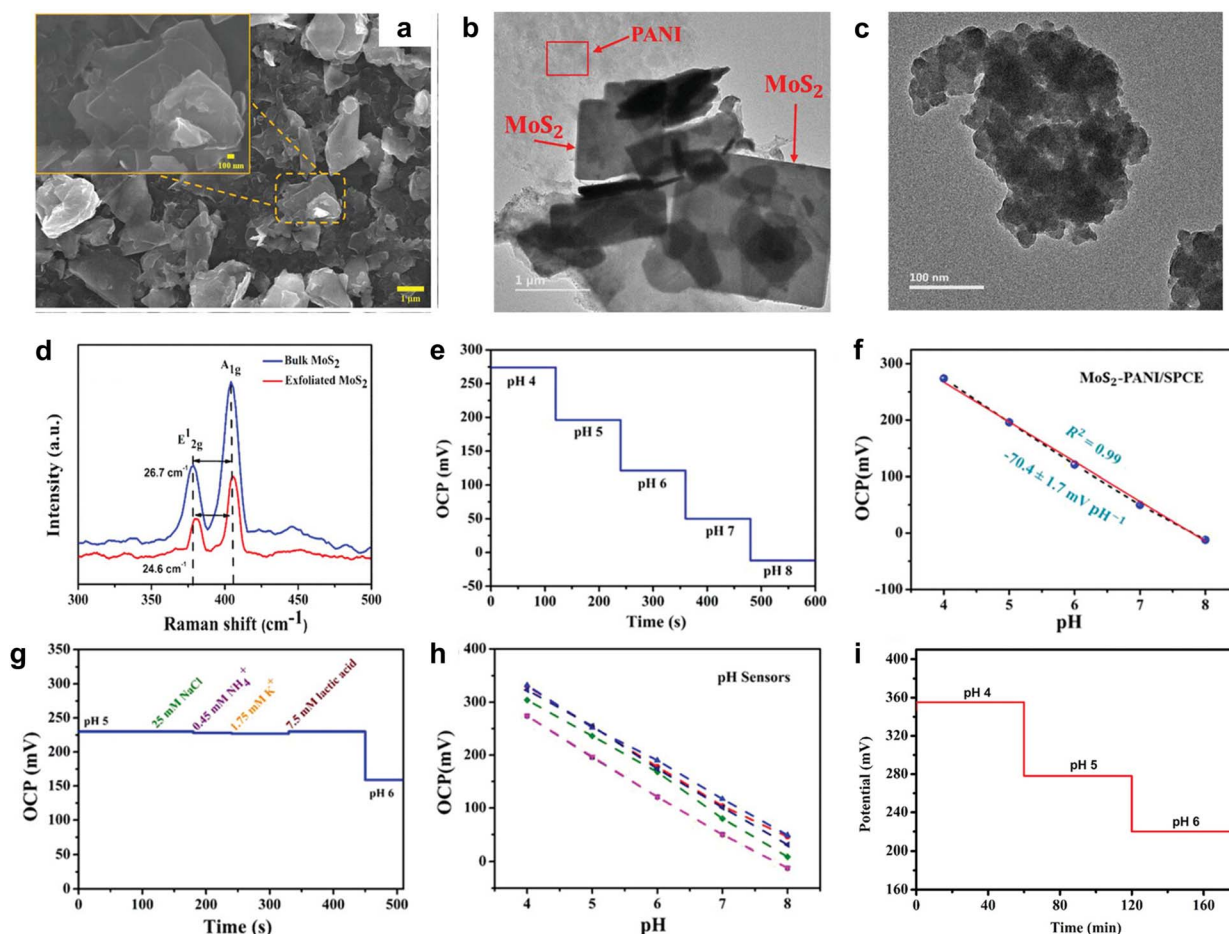 a
100 nm
1 µm
b
PANI
MoS2
MoS2
1 µm
c
100 nm
d
A1g
Bulk MoS2
Exfoliated MoS2
E12g
26.7 cm-1
24.6 cm-1
Intensity (a.u.)
300 350 400 450 500
Raman shift (cm-1)
e
OCP (mV)
300
250
200
150
100
50
0
-50
pH 4
pH 5
pH 6
pH 7
pH 8
0 100 200 300 400 500 600
Time (s)
f
OCP(mV)
300
200
100
0
-100
MoS2-PANI/SPCE
R2 = 0.99
-70.4 ± 1.7 mV pH−1
4 5 6 7 8
pH
g
OCP (mV)
350
300
250
200
150
100
50
0
pH 5
25 mM NaCl
0.45 mM NH4+
1.75 mM K+
7.5 mM lactic acid
pH 6
0 100 200 300 400 500
Time (s)
h
OCP(mV)
400
300
200
100
0
pH Sensors
4 5 6 7 8
pH
i
Potential (mV)
400
360
320
280
240
200
160
pH 4
pH 5
pH 6
0 40 80 120 160
Time (min)